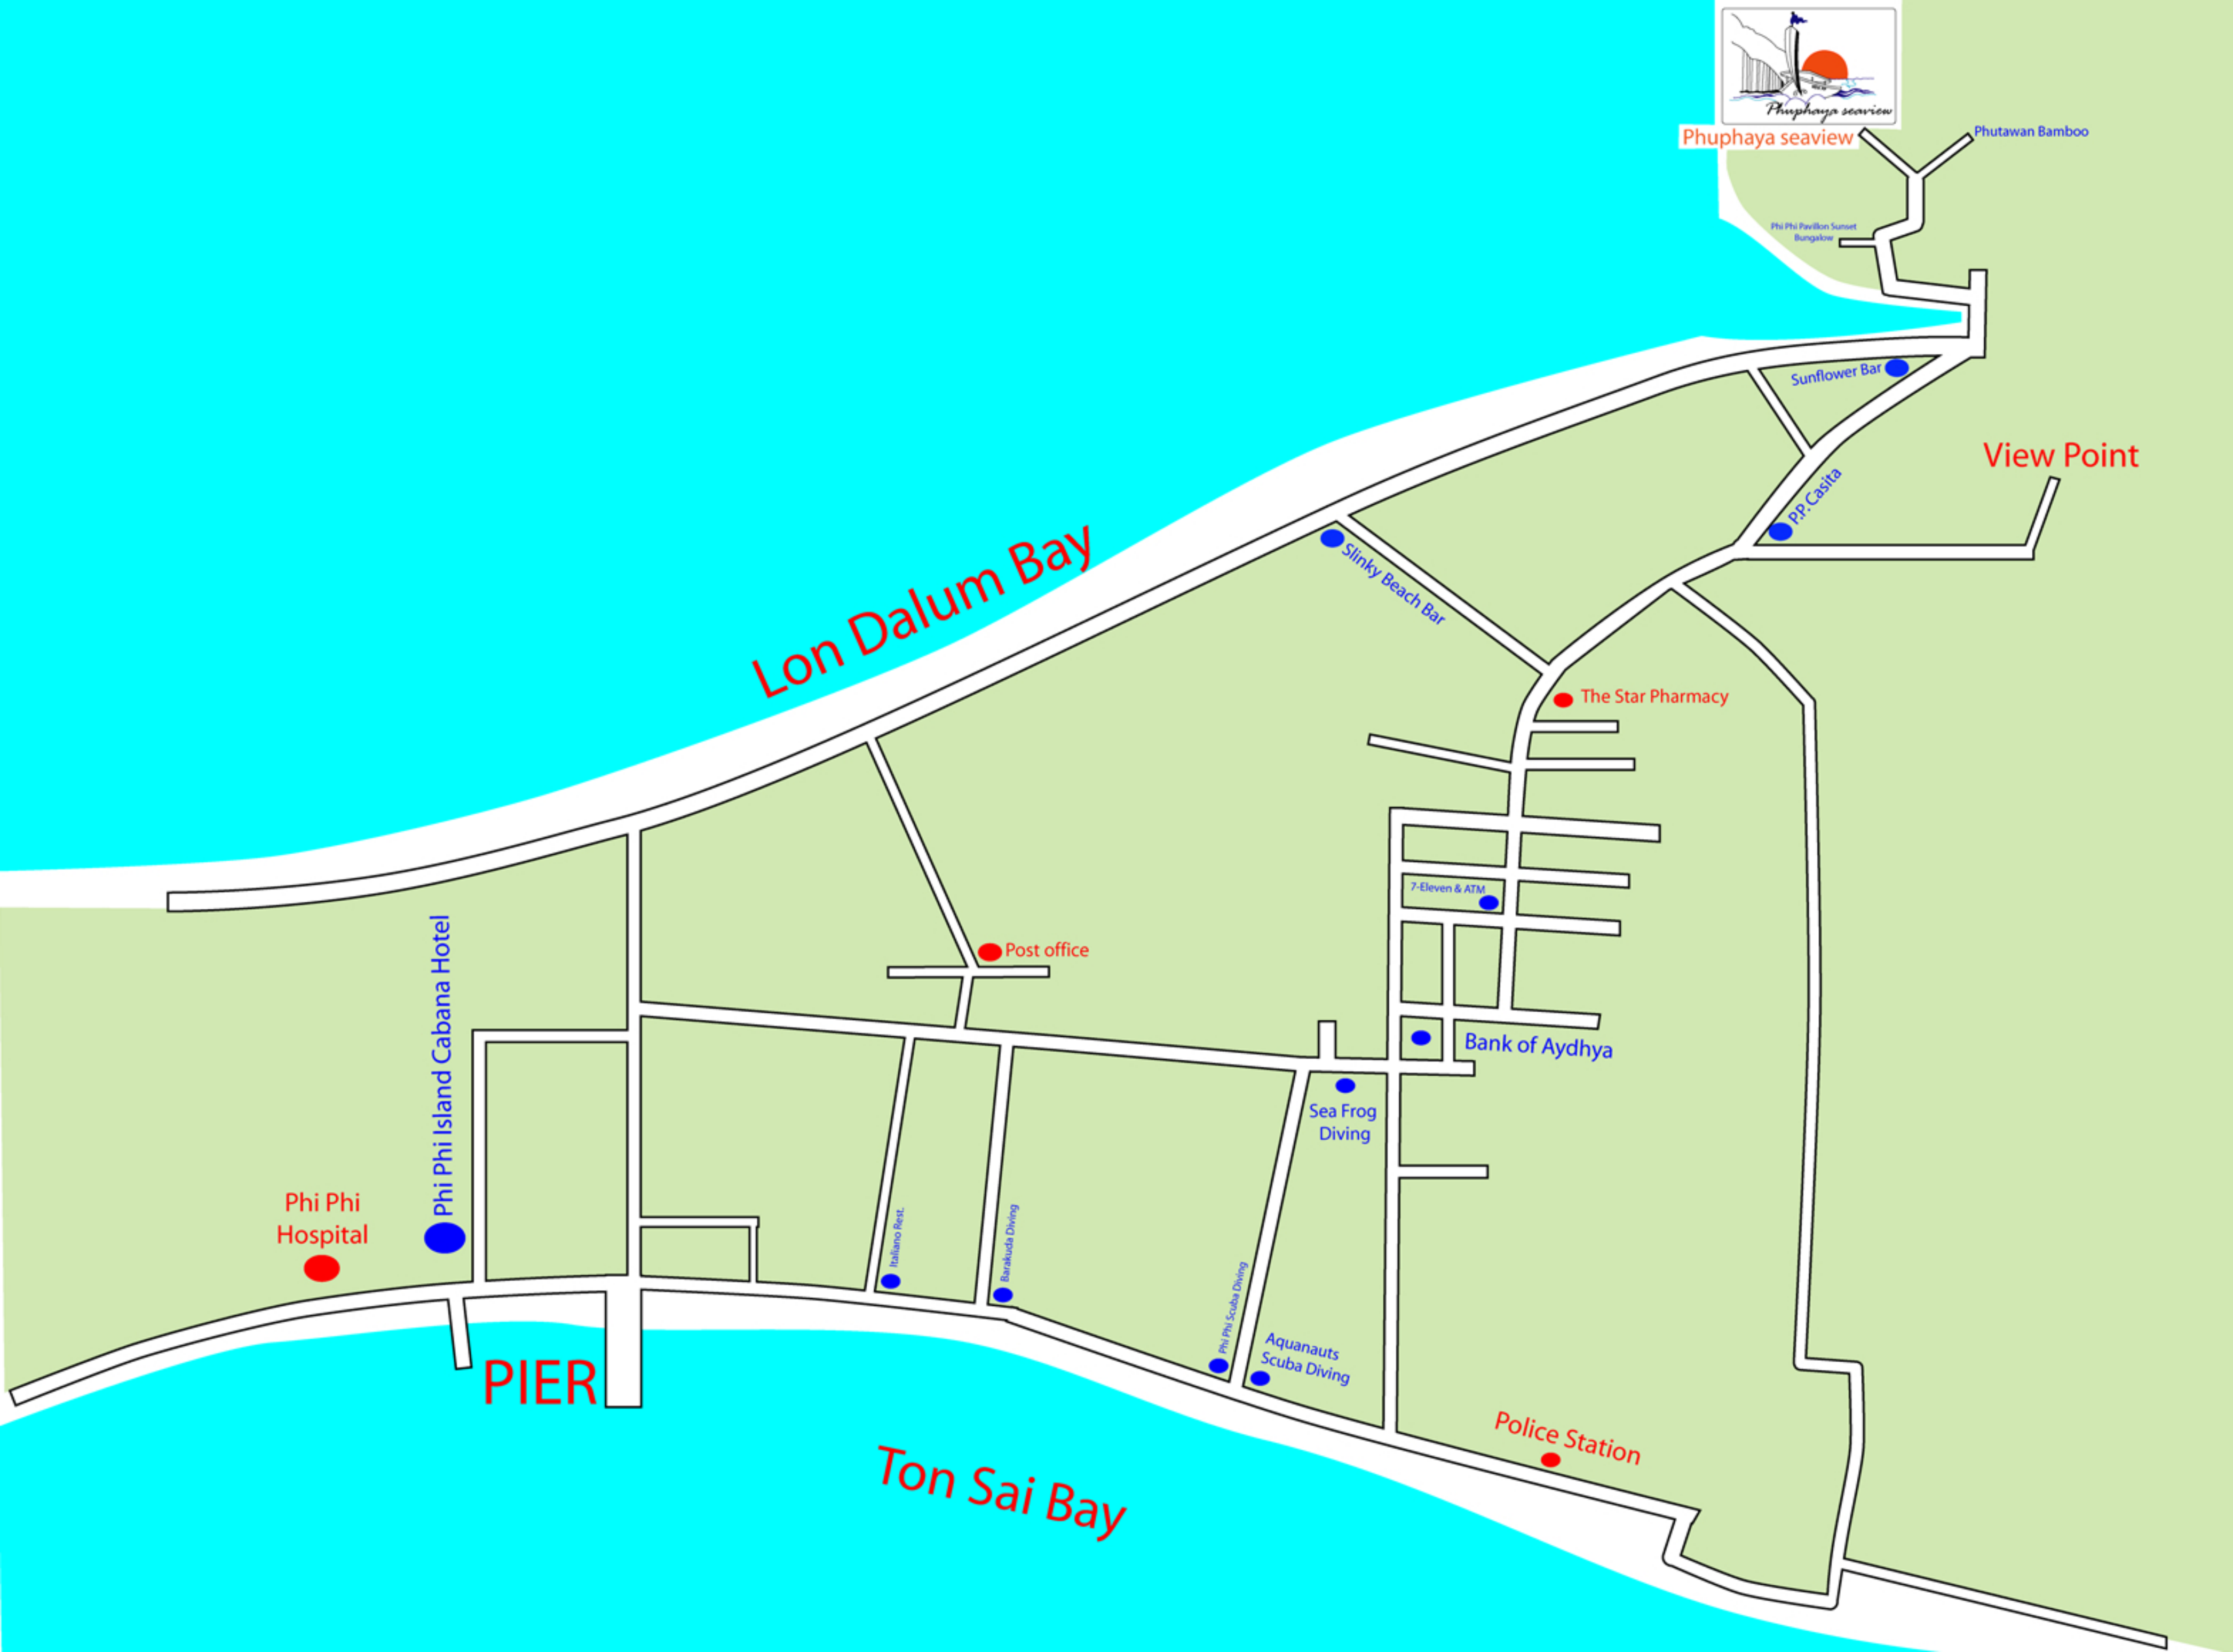 Phuphaya seaview
Phuphaya seaview
Phutawan Bamboo
Phi Phi Pavillon Sunset
Bungalow
Sunflower Bar
View Point
P.P. Casita
Lon Dalum Bay
Slinky Beach Bar
The Star Pharmacy
7-Eleven & ATM
Post office
Phi Phi Island Cabana Hotel
Bank of Aydhya
Sea Frog
Diving
Phi Phi
Hospital
Italiano Rest.
Barakuda Diving
Phi Phi Scuba Diving
Aquanauts
Scuba Diving
PIER
Police Station
Ton Sai Bay